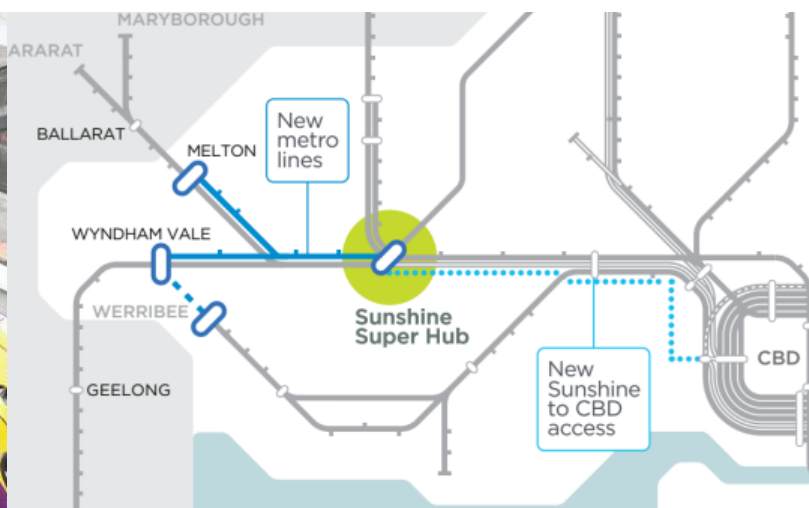 MARYBOROUGH
ARARAT
BALLARAT
MELTON
New
metro
lines
WYNDHAM VALE
WERRIBEE
Sunshine
Super Hub
GEELONG
New
Sunshine
to CBD
access
CBD